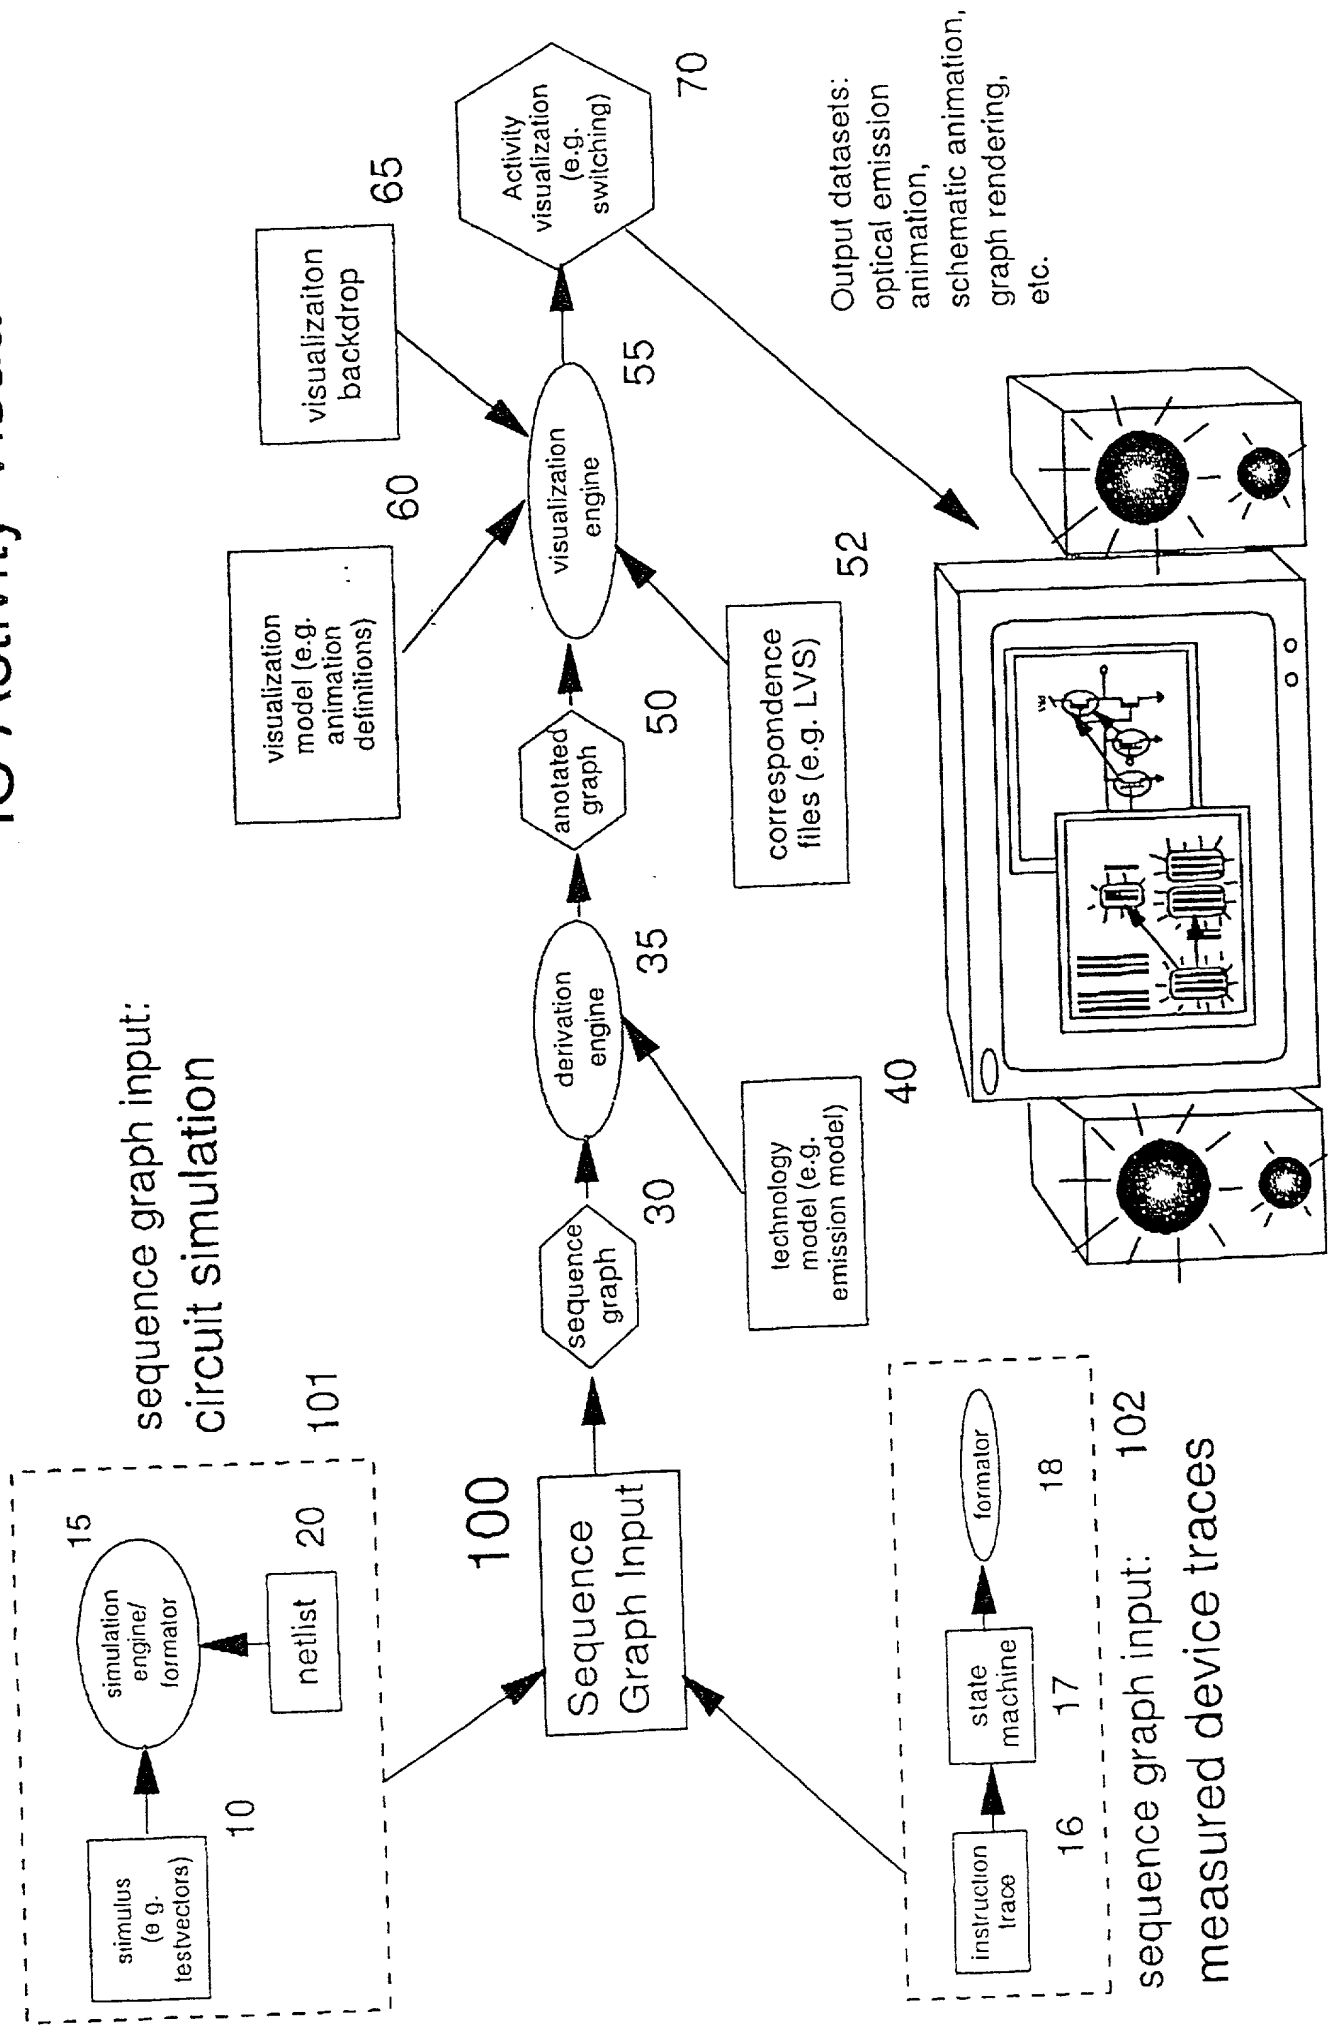 IC Activity
sequence graph input:
circuit simulation
101
stimulus
(e g.
testvectors)
10
simulation
engine/
formator
15
netlist
20
100
Sequence
Graph Input
sequence
graph
30
derivation
engine
35
technology
model (e.g.
emission model)
40
anotated
graph
50
correspondence
files (e.g. LVS)
52
visualization
engine
55
visualization
model (e.g.
animation
definitions)
60
visualizaiton
backdrop
65
Activity
visualization
(e.g.
switching)
70
Output datasets:
optical emission
animation,
schematic animation,
graph rendering,
etc.
instruction
trace
16
state
machine
17
formator
18
sequence graph input:
102
measured device traces